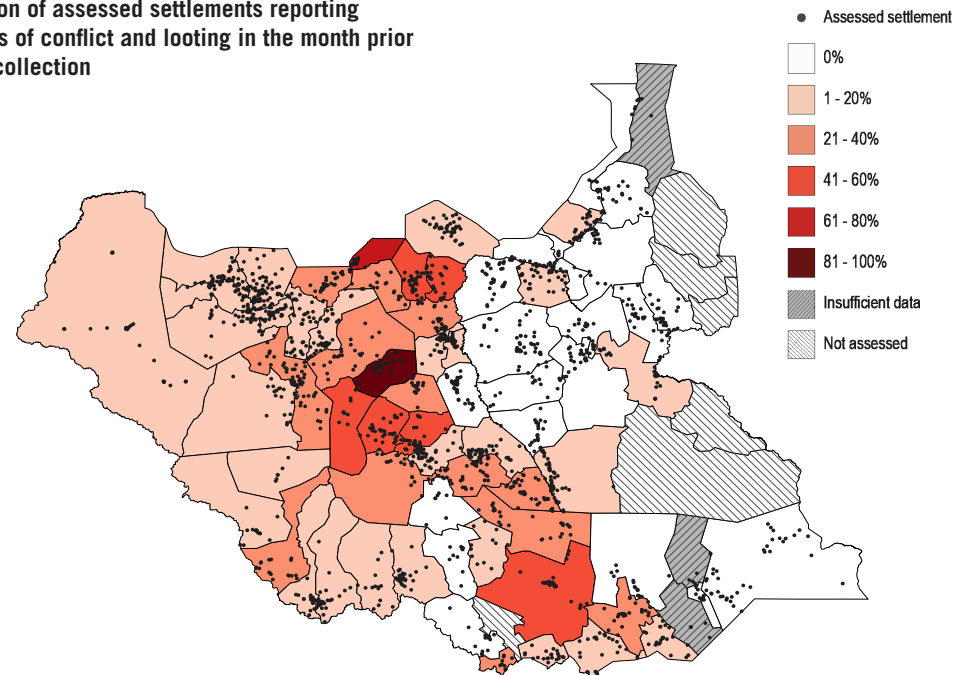 on of assessed settlements reporting
s of conflict and looting in the month prior
collection
Assessed settlement
0%
1 - 20%
21 - 40%
41 - 60%
61 - 80%
81 - 100%
Insufficient data
Not assessed